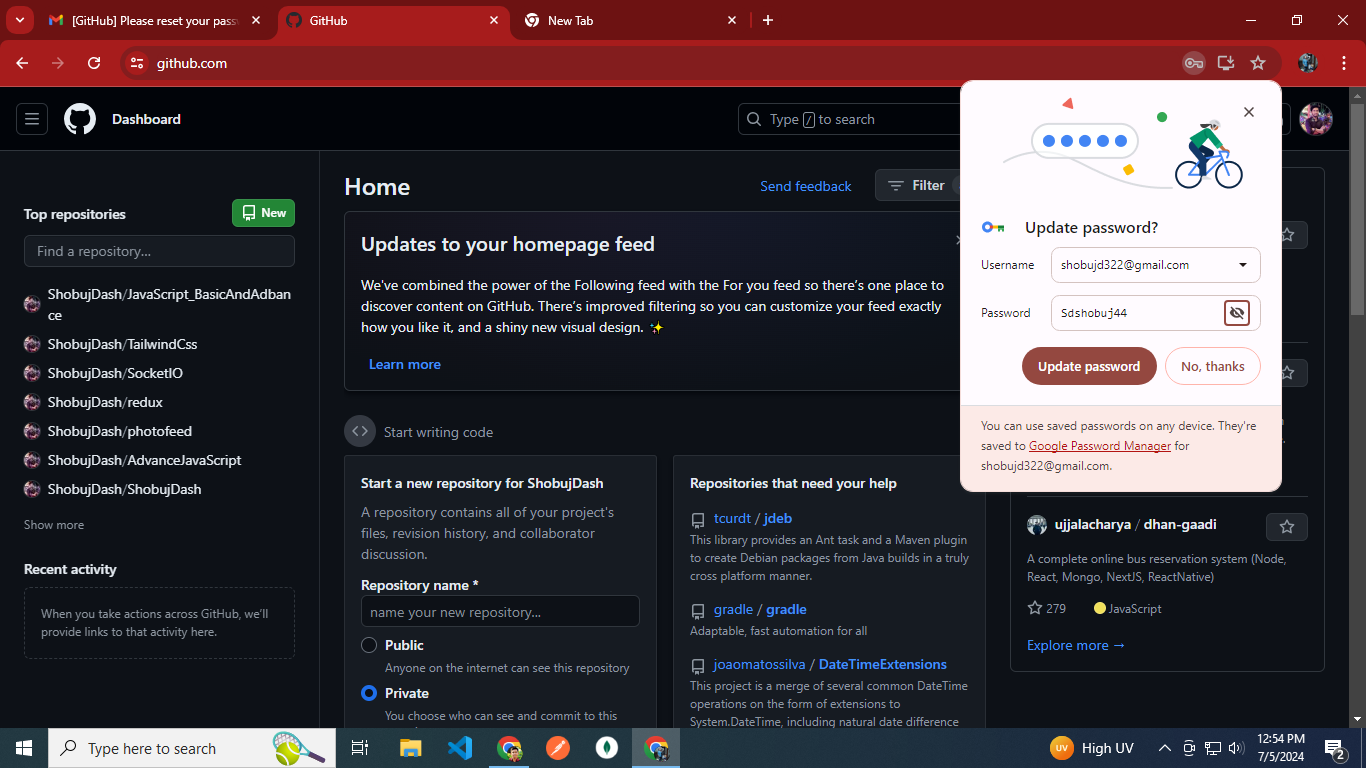 [GitHub] Please reset your pass
GitHub
New Tab
github.com
Dashboard
Type / to search
Top repositories
New
Find a repository...
ShobujDash/JavaScript_BasicAndAdban
ce
ShobujDash/TailwindCss
ShobujDash/SocketIO
ShobujDash/redux
ShobujDash/photofeed
ShobujDash/AdvanceJavaScript
ShobujDash/ShobujDash
Show more
Recent activity
When you take actions across GitHub, we'll
provide links to that activity here.
Home
Send feedback
Filter
Updates to your homepage feed
We've combined the power of the Following feed with the For you feed so there's one place to
discover content on GitHub. There's improved filtering so you can customize your feed exactly
how you like it, and a shiny new visual design. ✨
Learn more
Start writing code
Start a new repository for ShobujDash
A repository contains all of your project's
files, revision history, and collaborator
discussion.
Repository name *
name your new repository...
Public
Anyone on the internet can see this repository
Private
You choose who can see and commit to this
Repositories that need your help
tcurdt / jdeb
This library provides an Ant task and a Maven plugin
to create Debian packages from Java builds in a truly
cross platform manner.
gradle / gradle
Adaptable, fast automation for all
joaomatossilva / DateTimeExtensions
This project is a merge of several common DateTime
operations on the form of extensions to
System.DateTime, including natural date difference
Update password?
Username
shobujd322@gmail.com
Password
Sdshobuj44
Update password
No, thanks
You can use saved passwords on any device. They're
saved to Google Password Manager for
shobujd322@gmail.com.
ujjalacharya / dhan-gaadi
A complete online bus reservation system (Node,
React, Mongo, NextJS, ReactNative)
279
JavaScript
Explore more →
Type here to search
UV
High UV
12:54 PM
7/5/2024
2